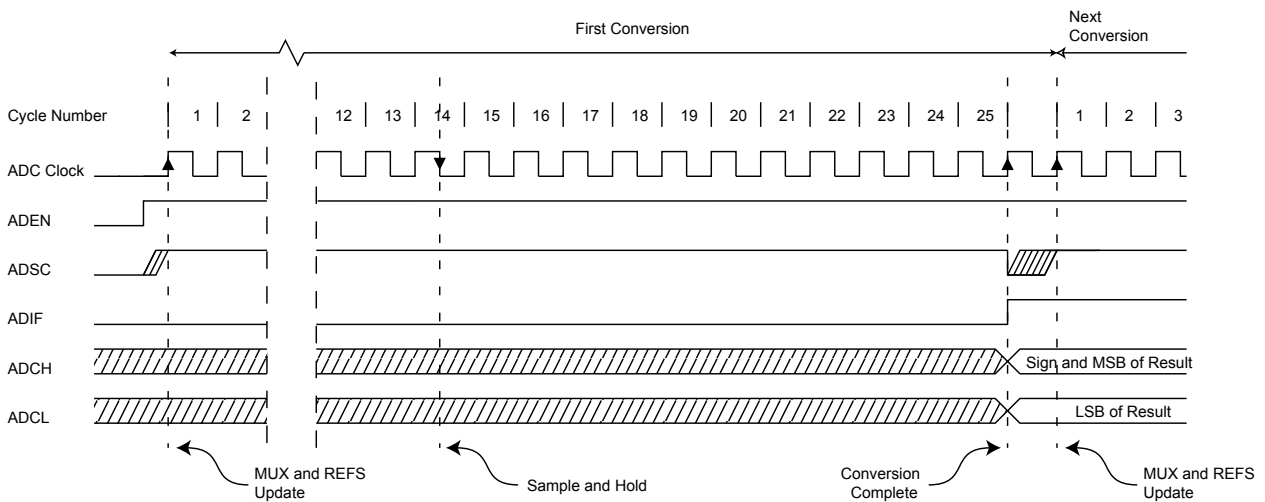 First Conversion
Next
Conversion
Cycle Number 1 2 12 13 14 15 16 17 18 19 20 21 22 23 24 25 1 2 3
ADC Clock
ADEN
ADSC
ADIF
ADCH Sign and MSB of Result
ADCL LSB of Result
MUX and REFS
Update
Sample and Hold
Conversion
Complete
MUX and REFS
Update